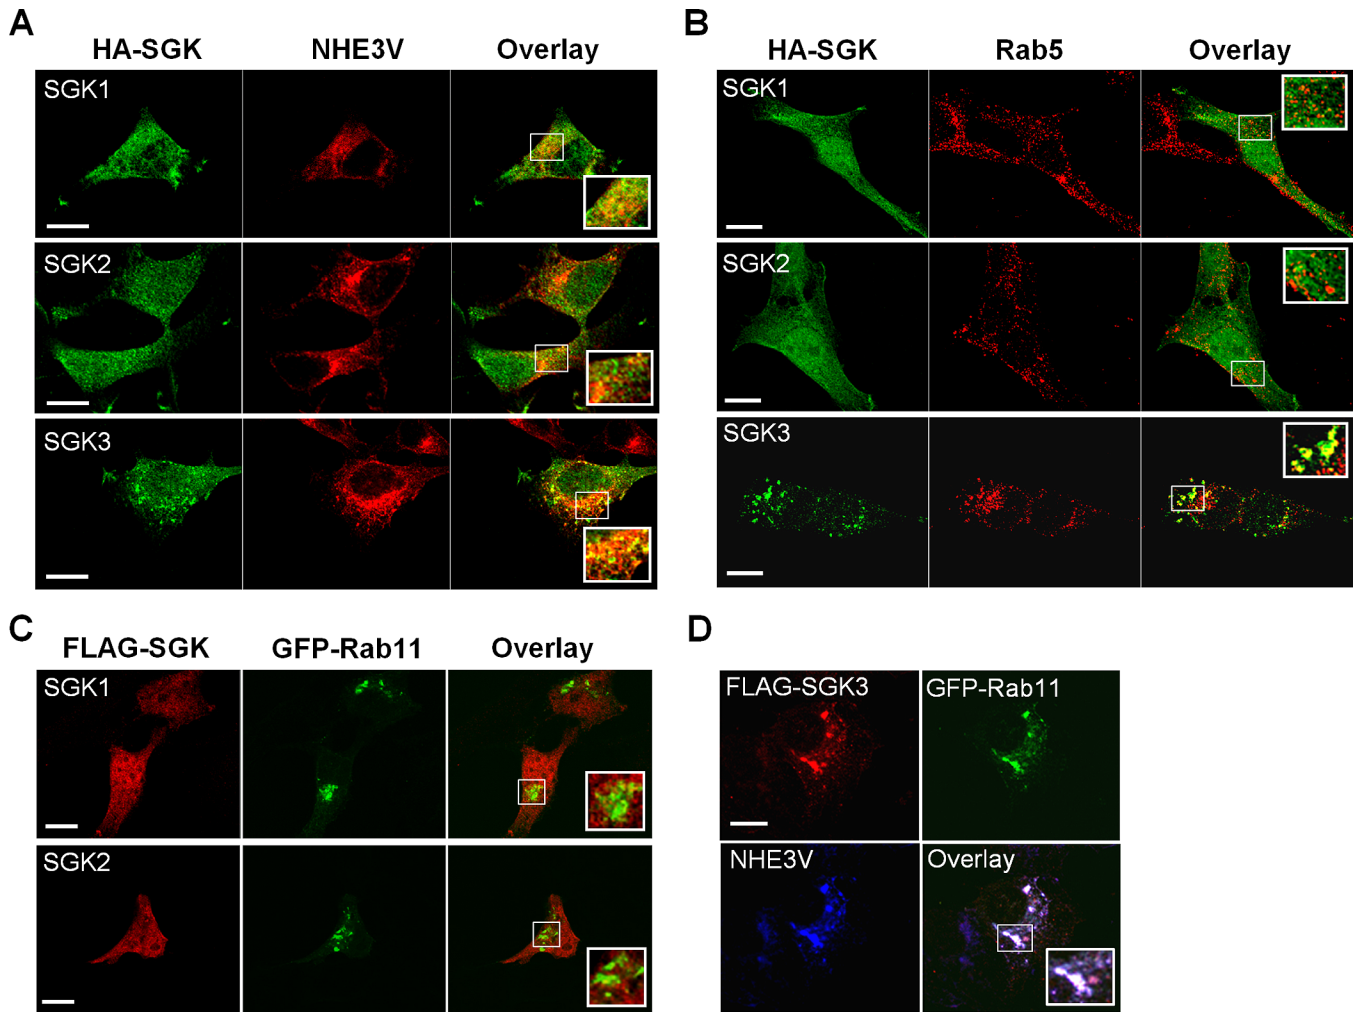 A
HA-SGK NHE3V Overlay
SGK1
SGK2
SGK3
B
HA-SGK Rab5 Overlay
SGK1
SGK2
SGK3
C
FLAG-SGK GFP-Rab11 Overlay
SGK1
SGK2
D
FLAG-SGK3 GFP-Rab11
NHE3V Overlay